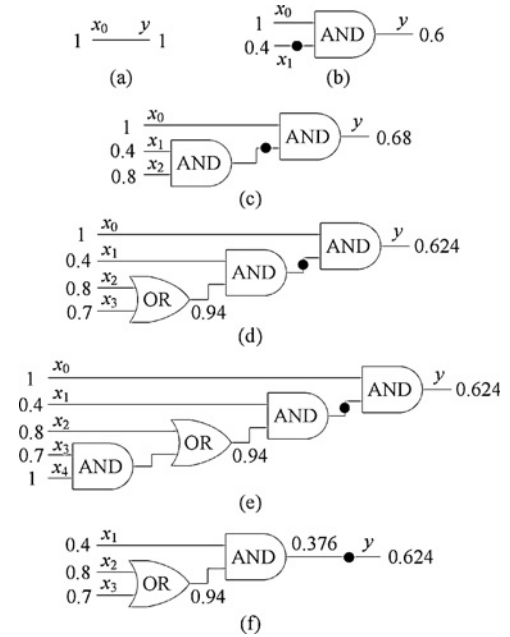 1 x₀ y 1
(a)
1 x₀
0.4 x₁ AND y 0.6
(b)
1 x₀
0.4 x₁ AND y 0.68
0.8 x₂ AND
(c)
1 x₀
0.4 x₁ AND y 0.624
0.8 x₂ AND
0.7 x₃ OR 0.94
(d)
1 x₀
0.4 x₁ AND y 0.624
0.8 x₂ AND
0.7 x₃ OR 0.94
1 x₄ AND
(e)
0.4 x₁ AND 0.376 y 0.624
0.8 x₂
0.7 x₃ OR 0.94
(f)